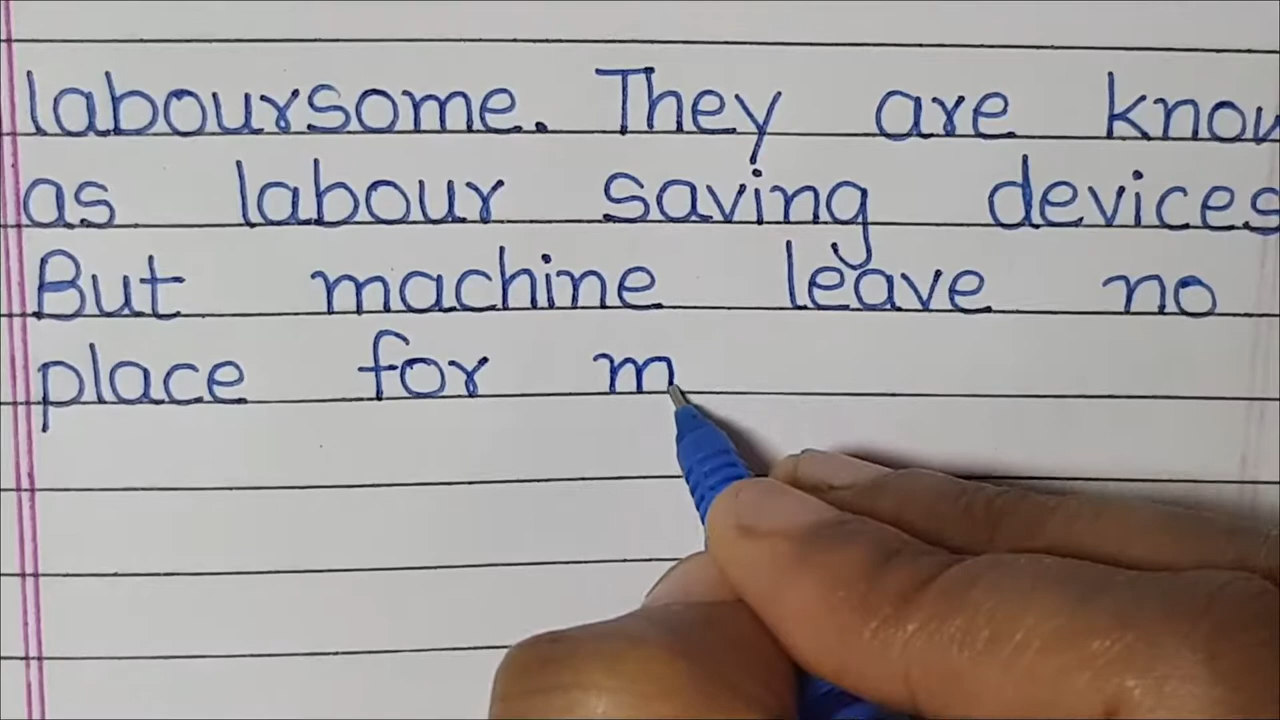 laboursome. They are know
as labour saving devices
But machine leave no
place for m